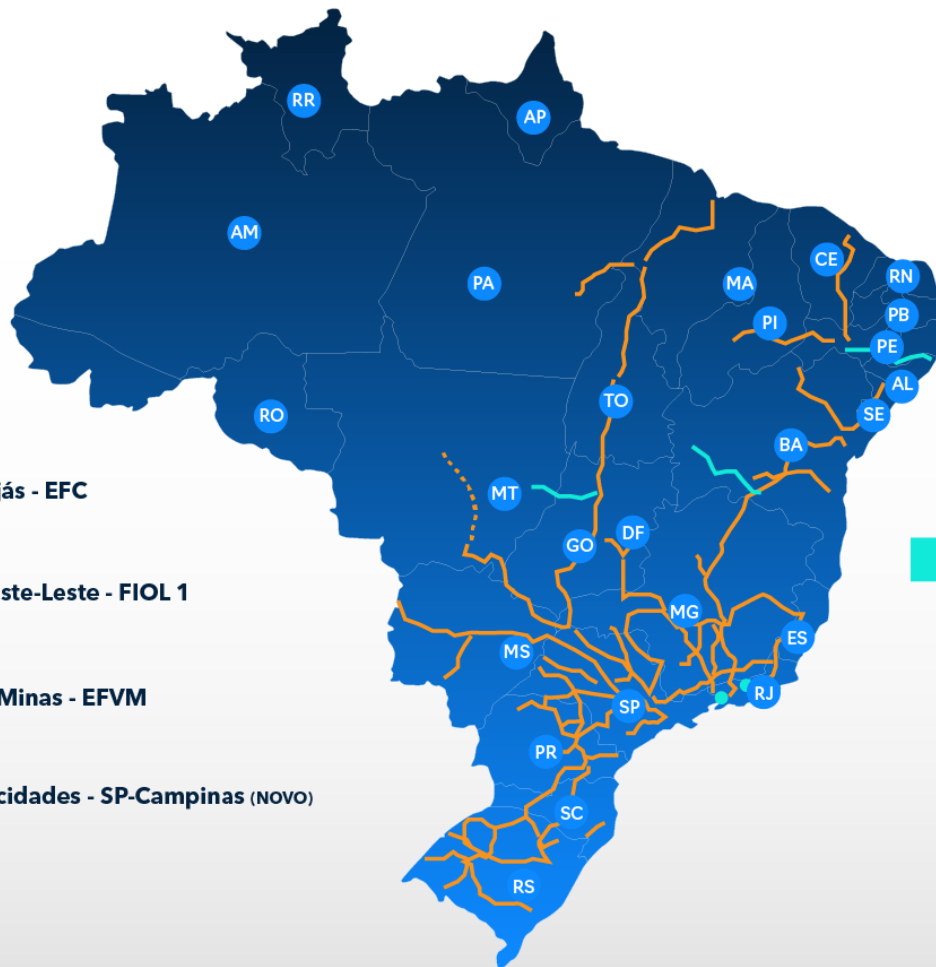 RR
AP
AM
PA
MA
CE
RN
PI
PB
PE
AL
TO
RO
SE
BA
MT
GO
DF
jás - EFC
ste-Leste - FIOL 1
MG
ES
MS
Minas - EFVM
SP
RJ
PR
cidades - SP-Campinas (NOVO)
SC
RS